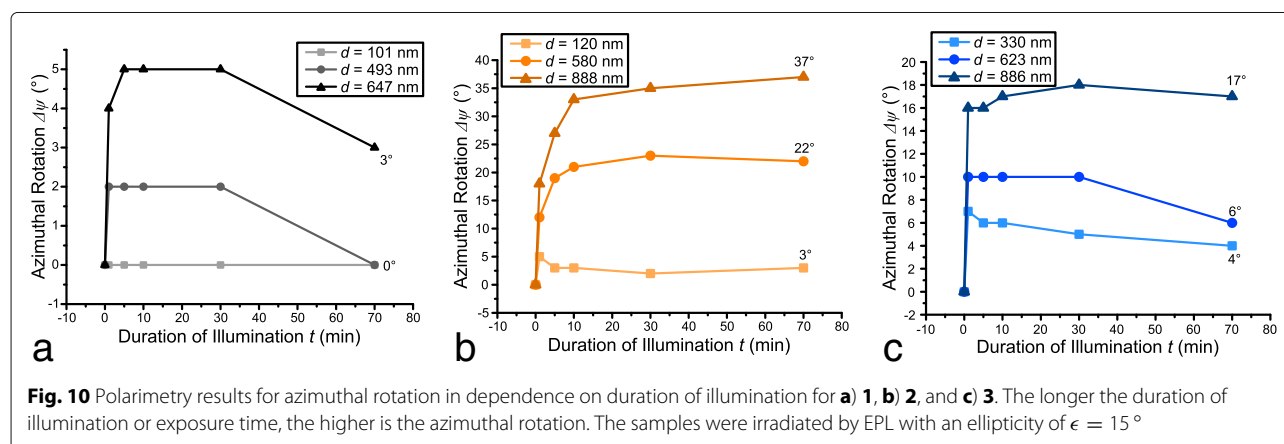 d = 101 nm
d = 493 nm
d = 647 nm
Azimuthal Rotation Δψ (°)
5
4
3
2
1
0
-1
3°
0°
-10 0 10 20 30 40 50 60 70 80
Duration of Illumination t (min)
a
d = 120 nm
d = 580 nm
d = 888 nm
Azimuthal Rotation Δψ (°)
40
35
30
25
20
15
10
5
0
-5
37°
22°
3°
-10 0 10 20 30 40 50 60 70 80
Duration of Illumination t (min)
b
d = 330 nm
d = 623 nm
d = 886 nm
Azimuthal Rotation Δψ (°)
20
18
16
14
12
10
8
6
4
2
0
-2
17°
6°
4°
-10 0 10 20 30 40 50 60 70 80
Duration of Illumination t (min)
c
Fig. 10 Polarimetry results for azimuthal rotation in dependence on duration of illumination for a) 1, b) 2, and c) 3. The longer the duration of
illumination or exposure time, the higher is the azimuthal rotation. The samples were irradiated by EPL with an ellipticity of ϵ = 15 °